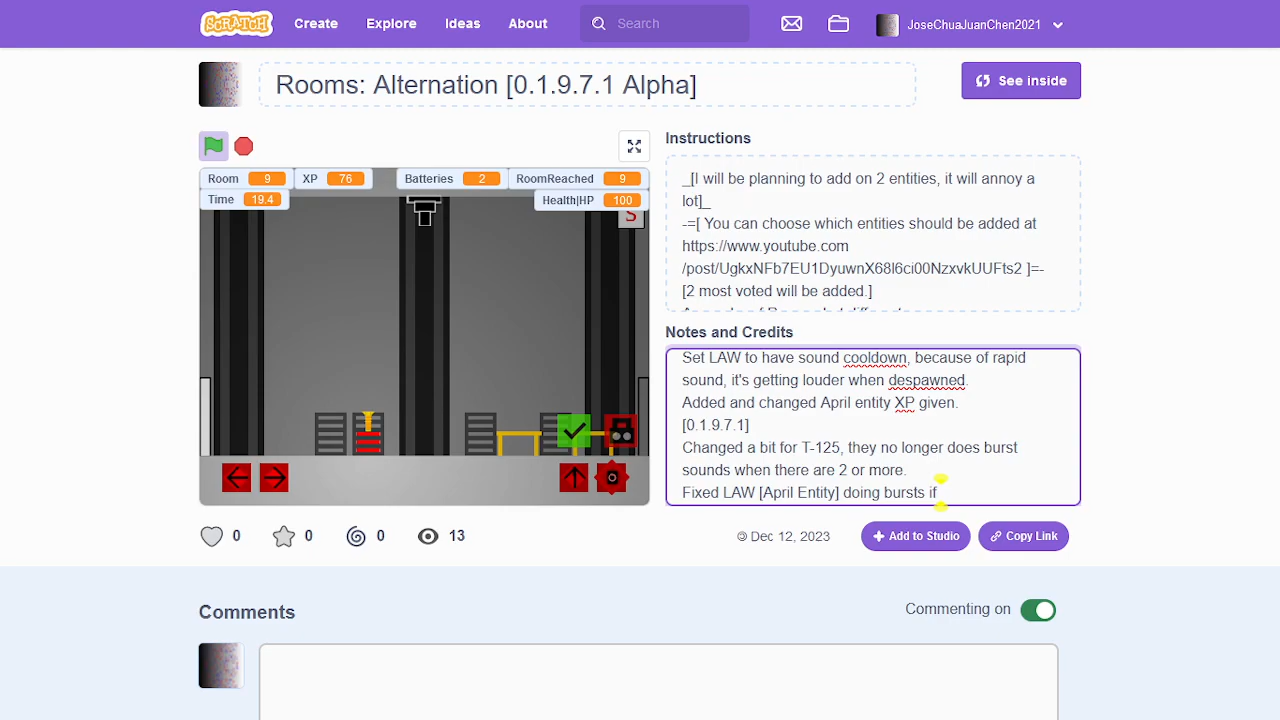 SCRATCH Create Explore Ideas About Search JoseChuaJuanChen2021
Rooms: Alternation [0.1.9.7.1 Alpha]
See inside
Instructions
Room 9 XP 76 Batteries 2 RoomReached 9
Time 19.4 Health|HP 100
S
_[I will be planning to add on 2 entities, it will annoy a
lot]_
-=[ You can choose which entities should be added at
https://www.youtube.com
/post/UgkxNFb7EU1DyuwnX68l6ci00NzxvkUUFts2 ]=-
[2 most voted will be added.]
Notes and Credits
Set LAW to have sound cooldown, because of rapid
sound, it's getting louder when despawned.
Added and changed April entity XP given.
[0.1.9.7.1]
Changed a bit for T-125, they no longer does burst
sounds when there are 2 or more.
Fixed LAW [April Entity] doing bursts if
0 0 0 13
© Dec 12, 2023
Add to Studio
Copy Link
Comments
Commenting on